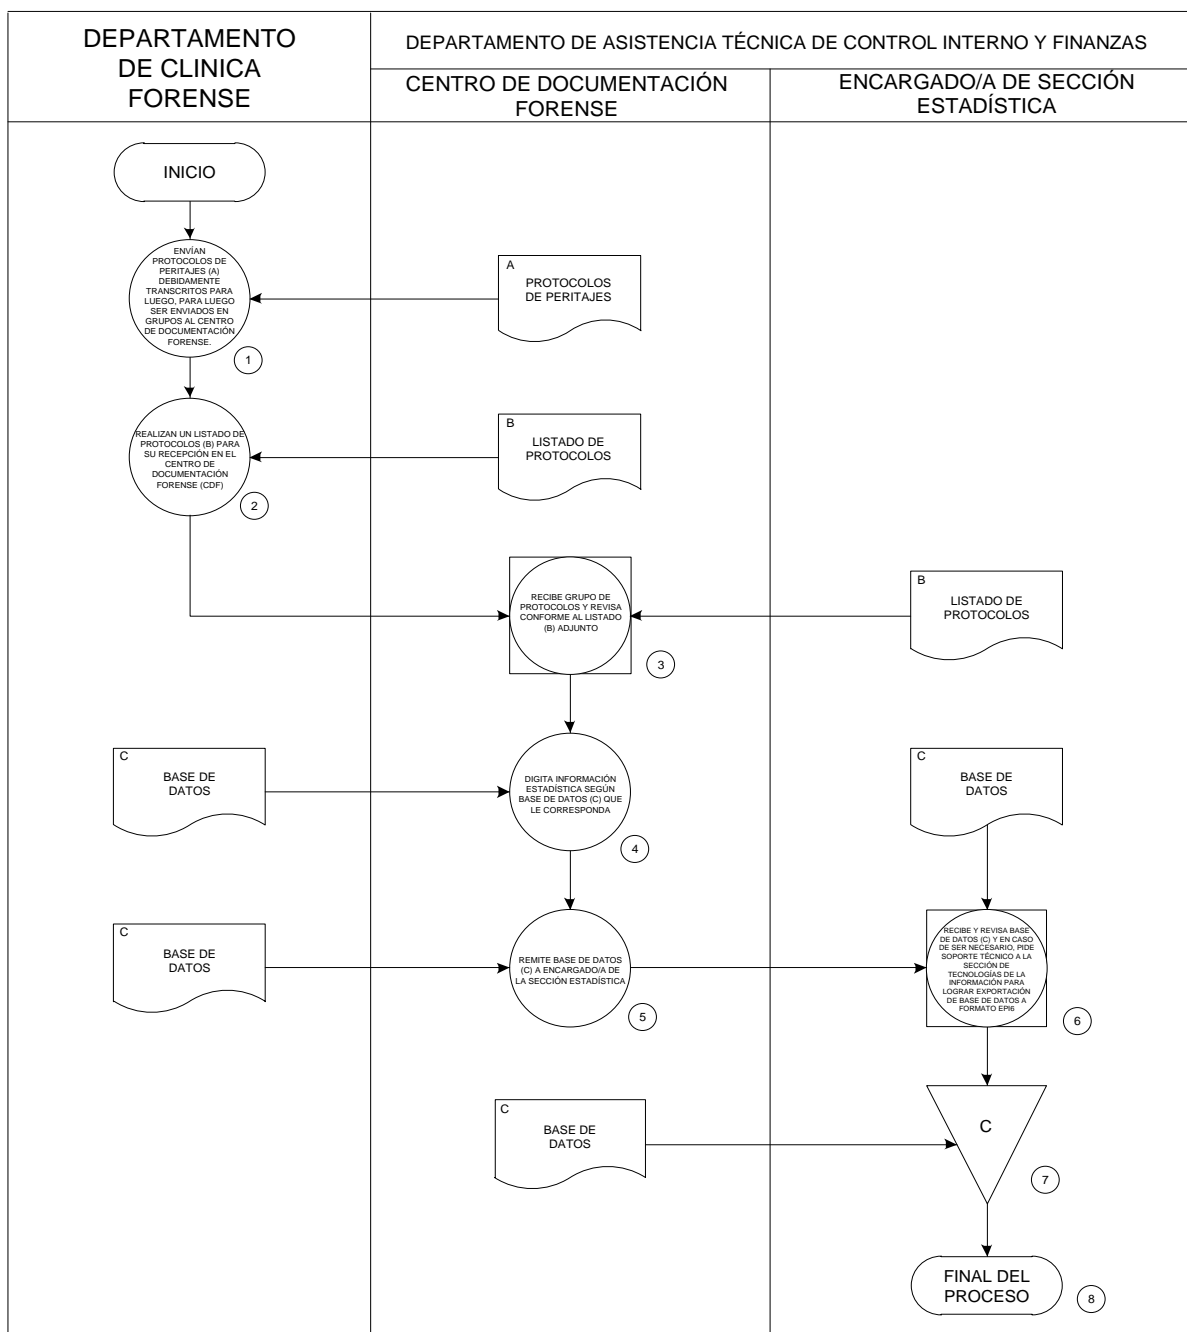 DEPARTAMENTO
DE CLINICA
FORENSE
DEPARTAMENTO DE ASISTENCIA TÉCNICA DE CONTROL INTERNO Y FINANZAS
CENTRO DE DOCUMENTACIÓN
FORENSE
ENCARGADO/A DE SECCIÓN
ESTADÍSTICA
INICIO
ENVÍAN
PROTOCOLOS DE
PERITAJES (A)
DEBIDAMENTE
TRANSCRITOS PARA
LUEGO, PARA LUEGO
SER ENVIADOS EN
GRUPOS AL CENTRO
DE DOCUMENTACIÓN
FORENSE.
1
A
PROTOCOLOS
DE PERITAJES
REALIZAN UN LISTADO DE
PROTOCOLOS (B) PARA
SU RECEPCIÓN EN EL
CENTRO DE
DOCUMENTACIÓN
FORENSE (CDF)
2
B
LISTADO DE
PROTOCOLOS
RECIBE GRUPO DE
PROTOCOLOS Y REVISA
CONFORME AL LISTADO
(B) ADJUNTO
3
B
LISTADO DE
PROTOCOLOS
C
BASE DE
DATOS
DIGITA INFORMACIÓN
ESTADÍSTICA SEGÚN
BASE DE DATOS (C) QUE
LE CORRESPONDA
4
C
BASE DE
DATOS
C
BASE DE
DATOS
REMITE BASE DE DATOS
(C) A ENCARGADO/A DE
LA SECCIÓN ESTADÍSTICA
5
RECIBE Y REVISA BASE
DE DATOS (C) Y EN CASO
DE SER NECESARIO, PIDE
SOPORTE TÉCNICO A LA
SECCIÓN DE
TECNOLOGÍAS DE LA
INFORMACIÓN PARA
LOGRAR EXPORTACIÓN
DE BASE DE DATOS A
FORMATO EPI6
6
C
BASE DE
DATOS
C
7
FINAL DEL
PROCESO
8